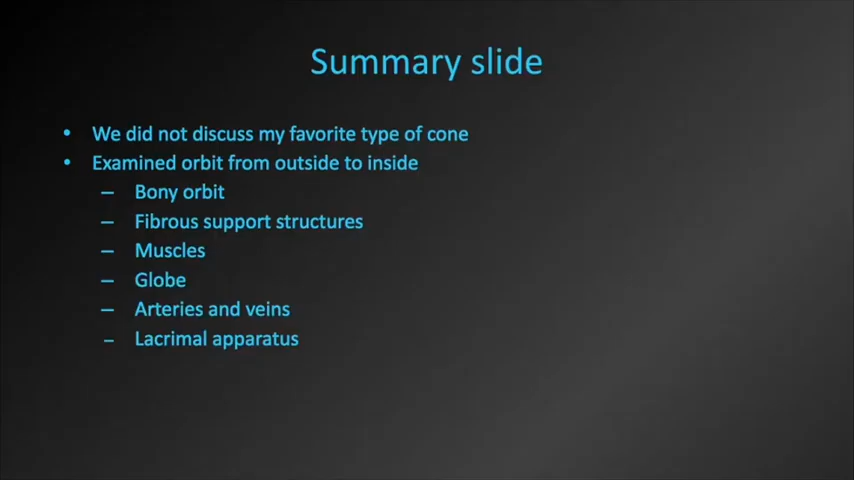 Summary slide
• We did not discuss my favorite type of cone
• Examined orbit from outside to inside
– Bony orbit
– Fibrous support structures
– Muscles
– Globe
– Arteries and veins
– Lacrimal apparatus